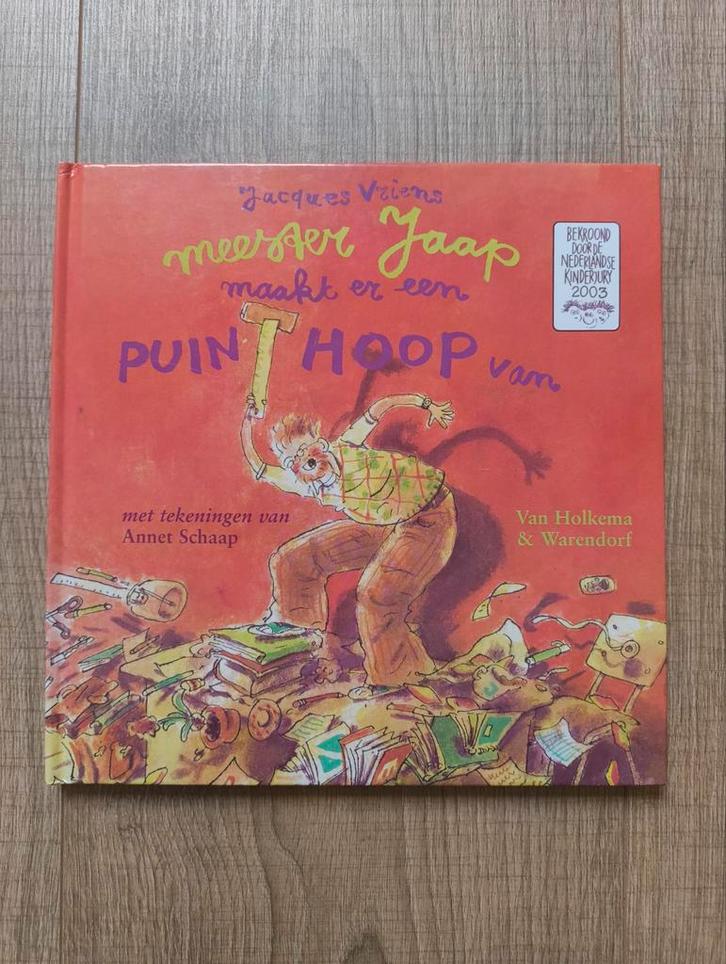 Jacques Vriens
meester Jaap
maakt er een
PUIN HOOP van
BEKROOND
DOOR DE
NEDERLANDSE
KINDERJURY
2003
met tekeningen van
Annet Schaap
Van Holkema
& Warendorf